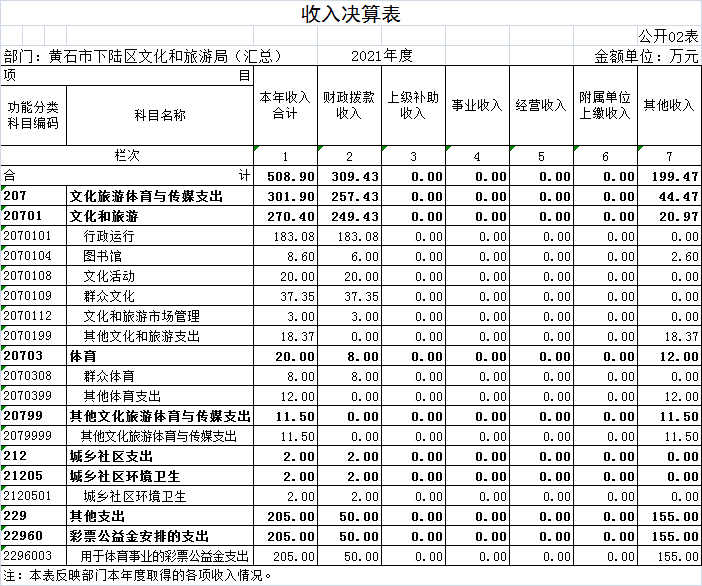 收入决算表
公开02表
部门：黄石市下陆区文化和旅游局（汇总） 2021年度 金额单位：万元
项 目 本年收入合计 财政拨款收入 上级补助收入 事业收入 经营收入 附属单位上缴收入 其他收入
功能分类科目编码 科目名称
栏次 1 2 3 4 5 6 7
合 计 508.90 309.43 0.00 0.00 0.00 0.00 199.47
207 文化旅游体育与传媒支出 301.90 257.43 0.00 0.00 0.00 0.00 44.47
20701 文化和旅游 270.40 249.43 0.00 0.00 0.00 0.00 20.97
2070101 行政运行 183.08 183.08 0.00 0.00 0.00 0.00 0.00
2070104 图书馆 8.60 6.00 0.00 0.00 0.00 0.00 2.60
2070108 文化活动 20.00 20.00 0.00 0.00 0.00 0.00 0.00
2070109 群众文化 37.35 37.35 0.00 0.00 0.00 0.00 0.00
2070112 文化和旅游市场管理 3.00 3.00 0.00 0.00 0.00 0.00 0.00
2070199 其他文化和旅游支出 18.37 0.00 0.00 0.00 0.00 0.00 18.37
20703 体育 20.00 8.00 0.00 0.00 0.00 0.00 12.00
2070308 群众体育 8.00 8.00 0.00 0.00 0.00 0.00 0.00
2070399 其他体育支出 12.00 0.00 0.00 0.00 0.00 0.00 12.00
20799 其他文化旅游体育与传媒支出 11.50 0.00 0.00 0.00 0.00 0.00 11.50
2079999 其他文化旅游体育与传媒支出 11.50 0.00 0.00 0.00 0.00 0.00 11.50
212 城乡社区支出 2.00 2.00 0.00 0.00 0.00 0.00 0.00
21205 城乡社区环境卫生 2.00 2.00 0.00 0.00 0.00 0.00 0.00
2120501 城乡社区环境卫生 2.00 2.00 0.00 0.00 0.00 0.00 0.00
229 其他支出 205.00 50.00 0.00 0.00 0.00 0.00 155.00
22960 彩票公益金安排的支出 205.00 50.00 0.00 0.00 0.00 0.00 155.00
2296003 用于体育事业的彩票公益金支出 205.00 50.00 0.00 0.00 0.00 0.00 155.00
注：本表反映部门本年度取得的各项收入情况。